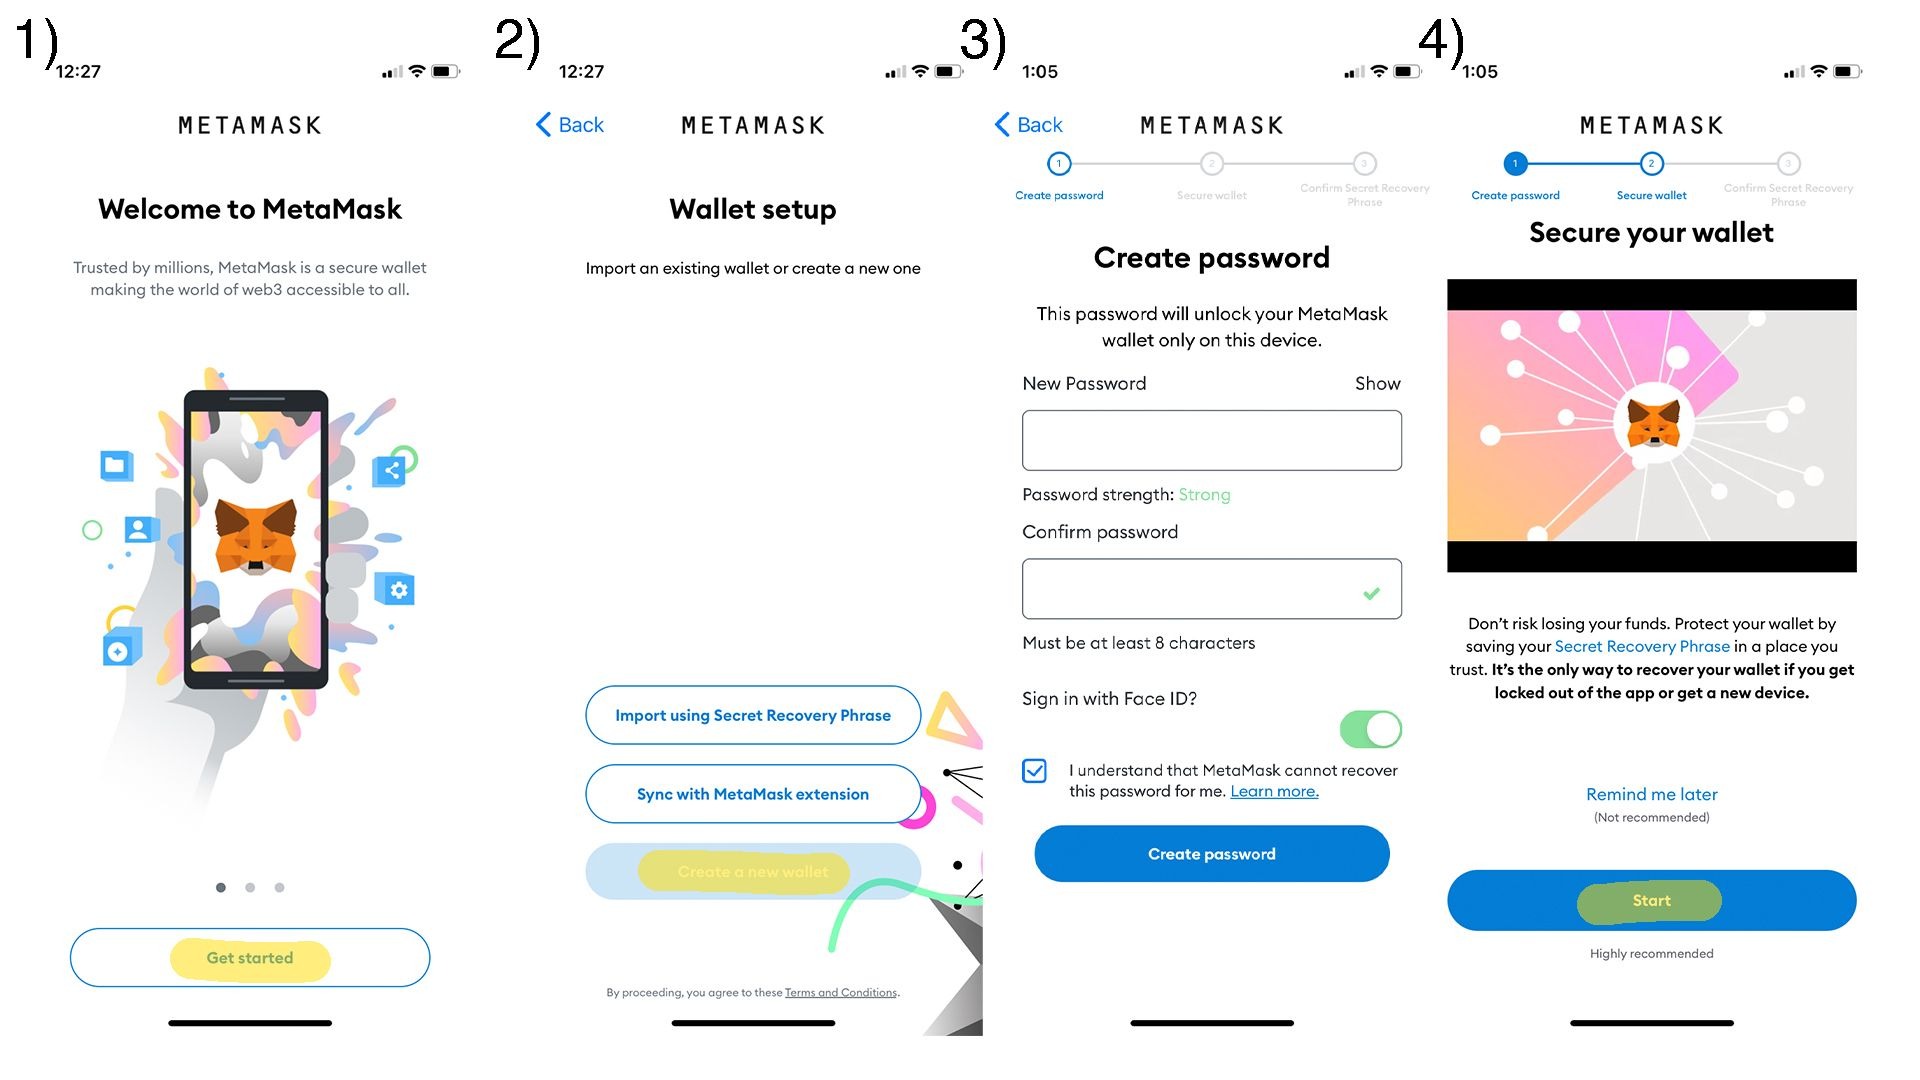 1)
12:27
METAMASK
Welcome to MetaMask
Trusted by millions, MetaMask is a secure wallet
making the world of web3 accessible to all.
Get started
2)
12:27
Back
METAMASK
Wallet setup
Import an existing wallet or create a new one
Import using Secret Recovery Phrase
Sync with MetaMask extension
Create a new wallet
By proceeding, you agree to these Terms and Conditions.
3)
1:05
Back
METAMASK
1 2 3
Create password Secure wallet Confirm Secret Recovery
Phrase
Create password
This password will unlock your MetaMask
wallet only on this device.
New Password Show
Password strength: Strong
Confirm password
Must be at least 8 characters
Sign in with Face ID?
I understand that MetaMask cannot recover
this password for me. Learn more.
Create password
4)
1:05
METAMASK
1 2 3
Create password Secure wallet Confirm Secret Recovery
Phrase
Secure your wallet
Don't risk losing your funds. Protect your wallet by
saving your Secret Recovery Phrase in a place you
trust. It's the only way to recover your wallet if you get
locked out of the app or get a new device.
Remind me later
(Not recommended)
Start
Highly recommended